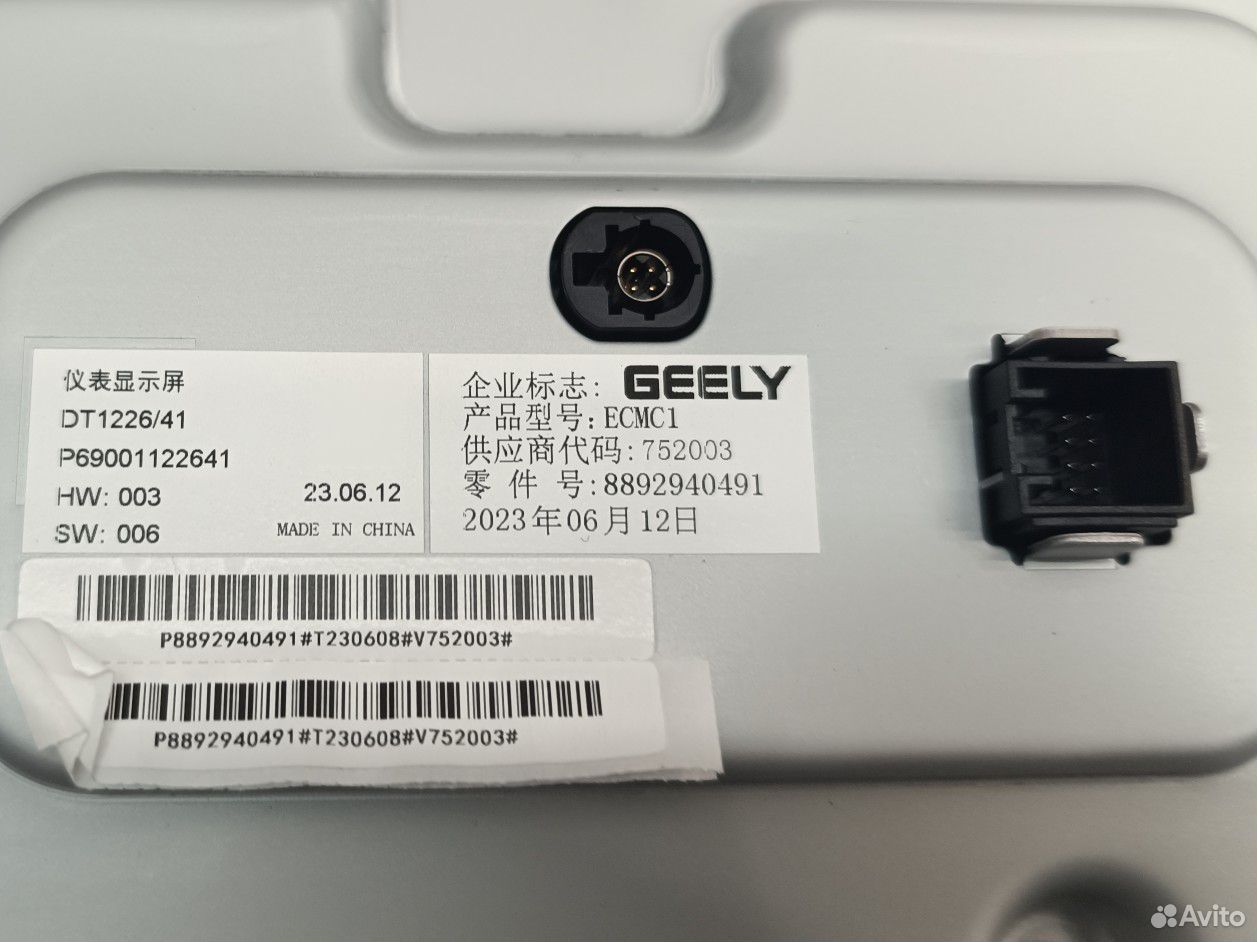 仪表显示屏
DT1226/41
P69001122641
HW: 003
23.06.12
SW: 006
MADE IN CHINA
企业标志: GEELY
产品型号: ECMC1
供应商代码:752003
零 件 号:8892940491
2023年06月12日
P8892940491#T230608#V752003#
P8892940491#T230608#V752003#
Avito